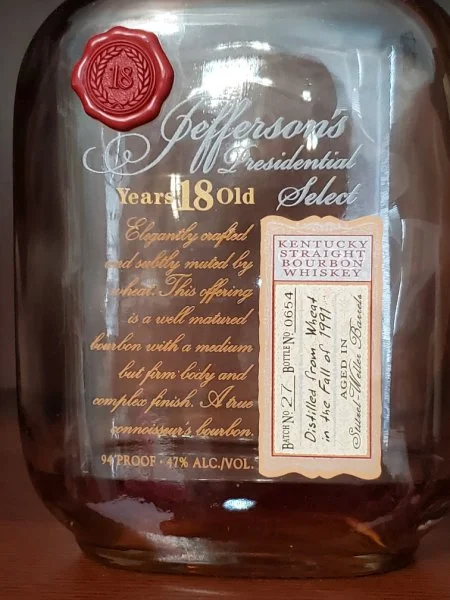 18
Jefferson's
Presidential
Select
Years 18 Old
Elegantly crafted
and subtly muted by
wheat. This offering
is a well matured
bourbon with a medium
but firm body and
complex finish. A true
connoisseur's bourbon.
94 PROOF · 47% ALC./VOL.
KENTUCKY
STRAIGHT
BOURBON
WHISKEY
BATCH No 27 BOTTLE No 0654
Distilled from Wheat
in the Fall of 1991.
AGED IN
Stitzel-Weller Barrels